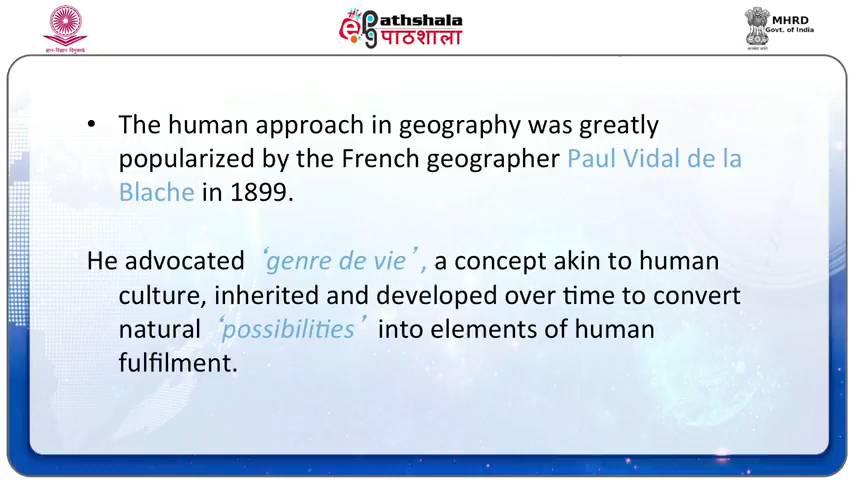 ज्ञान-विज्ञान विमुक्तये
ePathshala
पाठशाला
MHRD
Govt. of India
• The human approach in geography was greatly
popularized by the French geographer Paul Vidal de la
Blache in 1899.
He advocated ‘genre de vie’, a concept akin to human
culture, inherited and developed over time to convert
natural ‘possibilities’ into elements of human
fulfilment.